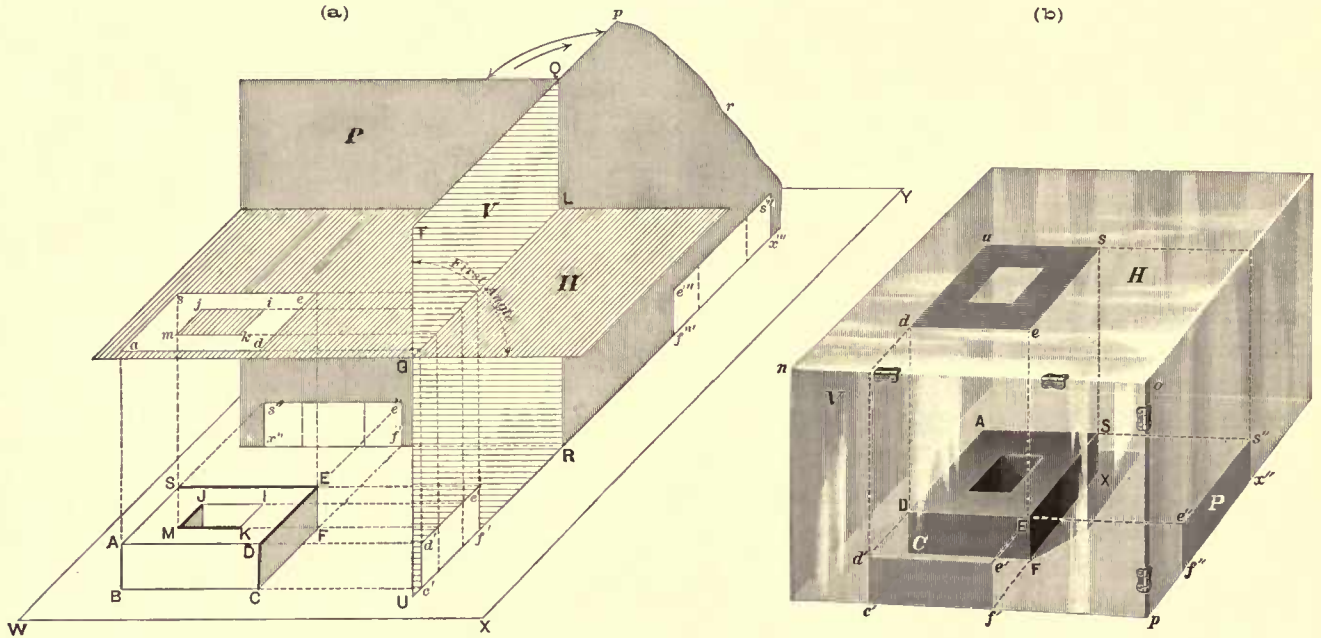 (a)
(b)
p
Q
r
P
V
T
L
Y
H
First Angle
s''
x'''
e'''
f'''
s
j
i
e
m
k
d
a
G
s''
e''
x''
R
S
E
J
I
M
K
F
A
D
e'
d'
f'
B
C
U
c'
W
X
u
s
H
d
e
n
o
V
A
S
s''
x''
X
D
E
e''
P
C
d'
e'
F
f''
c'
f'
p